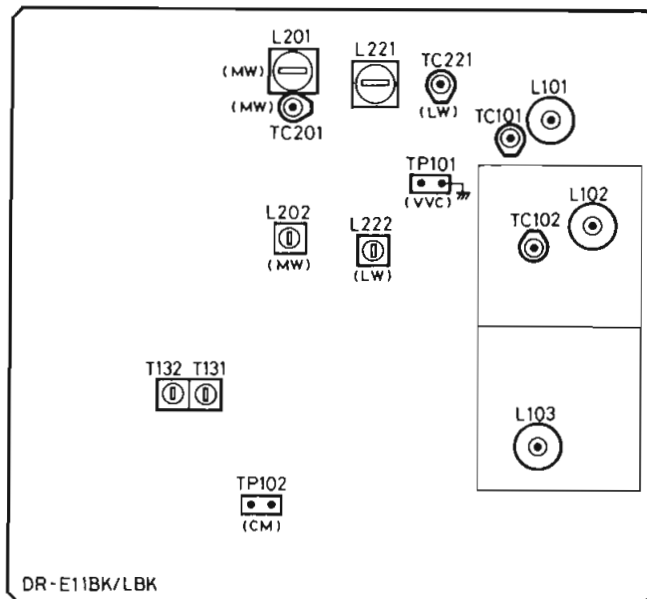 L201
L221
TC221
L101
(MW)
(MW)
TC201
(LW)
TC101
TP101
(VVC)
L102
TC102
L202
(MW)
L222
(LW)
T132 T131
L103
TP102
(CM)
DR-E11BK/LBK